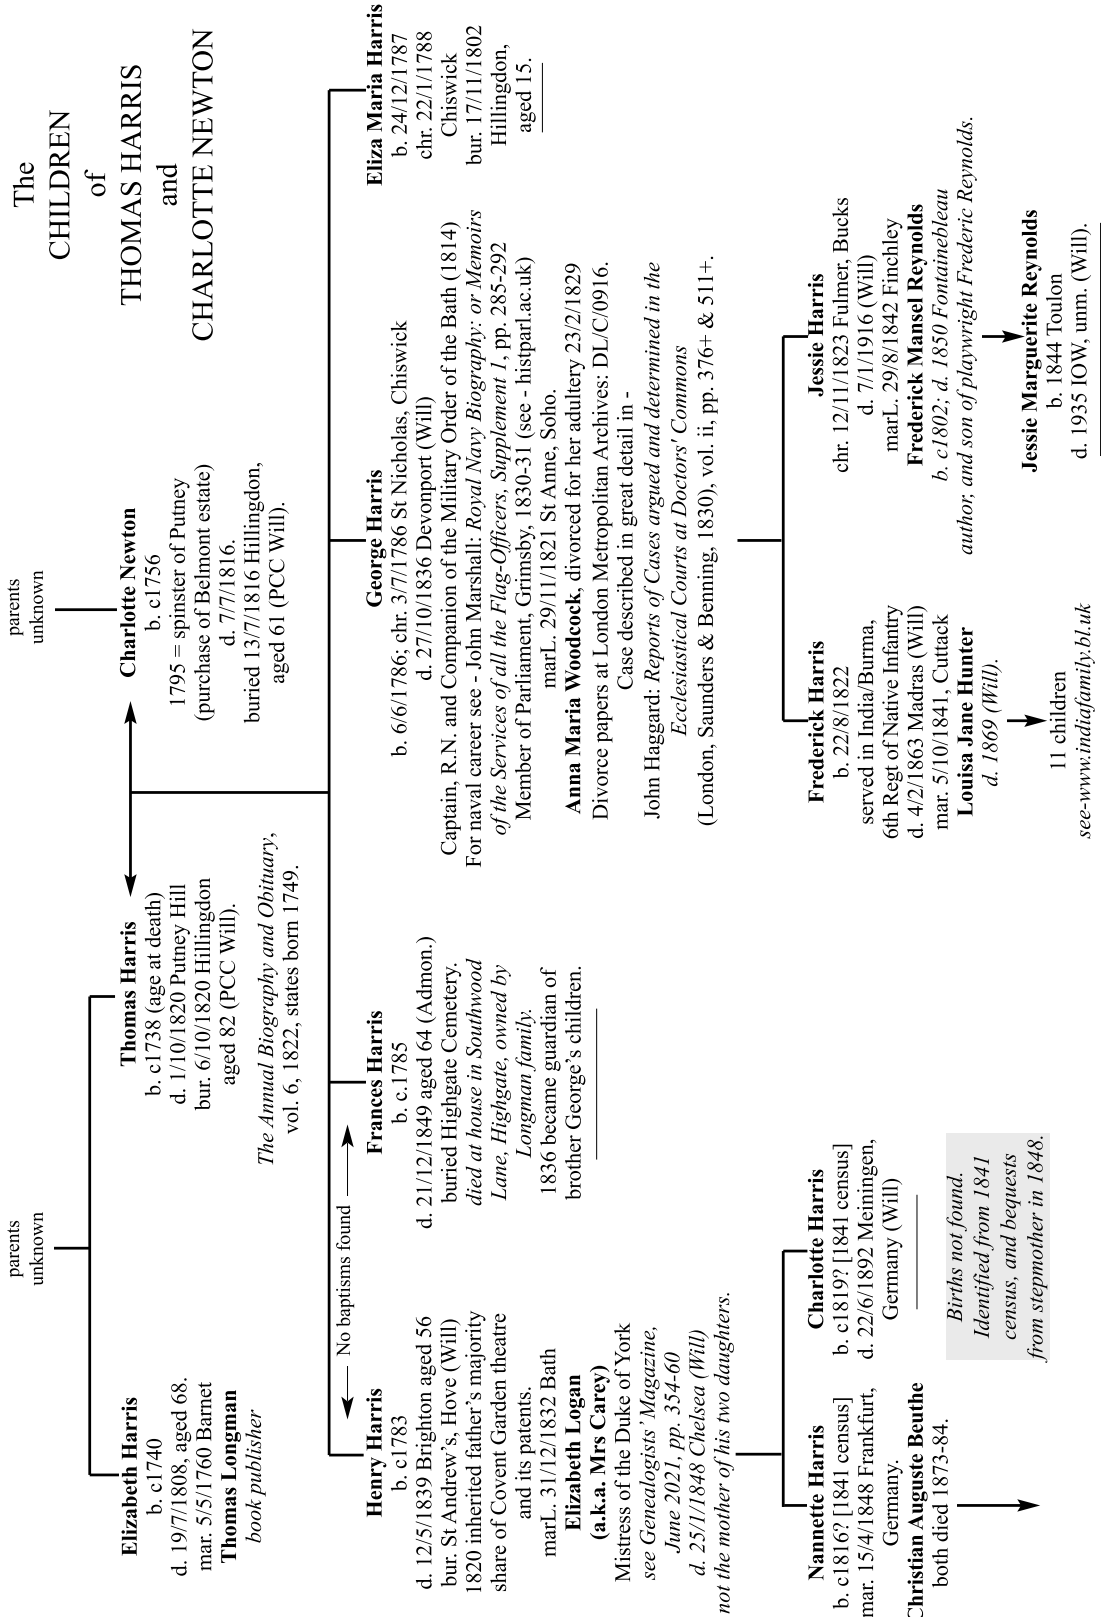 The
CHILDREN
of
THOMAS HARRIS
and
CHARLOTTE NEWTON
parents
unknown
parents
unknown
Elizabeth Harris
b. c1740
d. 19/7/1808, aged 68.
mar. 5/5/1760 Barnet
Thomas Longman
book publisher
Thomas Harris
b. c1738 (age at death)
d. 1/10/1820 Putney Hill
bur. 6/10/1820 Hillingdon
aged 82 (PCC Will).
The Annual Biography and Obituary,
vol. 6, 1822, states born 1749.
Charlotte Newton
b. c1756
1795 = spinster of Putney
(purchase of Belmont estate)
d. 7/7/1816.
buried 13/7/1816 Hillingdon,
aged 61 (PCC Will).
No baptisms found
Henry Harris
b. c1783
d. 12/5/1839 Brighton aged 56
bur. St Andrew's, Hove (Will)
1820 inherited father's majority
share of Covent Garden theatre
and its patents.
marL. 31/12/1832 Bath
Elizabeth Logan
(a.k.a. Mrs Carey)
Mistress of the Duke of York
see Genealogists' Magazine,
June 2021, pp. 354-60
d. 25/1/1848 Chelsea (Will)
not the mother of his two daughters.
Frances Harris
b. c.1785
d. 21/12/1849 aged 64 (Admon.)
buried Highgate Cemetery.
died at house in Southwood
Lane, Highgate, owned by
Longman family.
1836 became guardian of
brother George's children.
George Harris
b. 6/6/1786; chr. 3/7/1786 St Nicholas, Chiswick
d. 27/10/1836 Devonport (Will)
Captain, R.N. and Companion of the Military Order of the Bath (1814)
For naval career see - John Marshall: Royal Navy Biography: or Memoirs
of the Services of all the Flag-Officers, Supplement 1, pp. 285-292
Member of Parliament, Grimsby, 1830-31 (see - histparl.ac.uk)
marL. 29/11/1821 St Anne, Soho.
Anna Maria Woodcock, divorced for her adultery 23/2/1829
Divorce papers at London Metropolitan Archives: DL/C/0916.
Case described in great detail in -
John Haggard: Reports of Cases argued and determined in the
Ecclesiastical Courts at Doctors' Commons
(London, Saunders & Benning, 1830), vol. ii, pp. 376+ & 511+.
Eliza Maria Harris
b. 24/12/1787
chr. 22/1/1788
Chiswick
bur. 17/11/1802
Hillingdon,
aged 15.
Nannette Harris
b. c1816? [1841 census]
mar. 15/4/1848 Frankfurt,
Germany.
Christian Auguste Beuthe
both died 1873-84.
Charlotte Harris
b. c1819? [1841 census]
d. 22/6/1892 Meiningen,
Germany (Will)
Births not found.
Identified from 1841
census, and bequests
from stepmother in 1848.
Frederick Harris
b. 22/8/1822
served in India/Burma,
6th Regt of Native Infantry
d. 4/2/1863 Madras (Will)
mar. 5/10/1841, Cuttack
Louisa Jane Hunter
d. 1869 (Will).
11 children
see-www.indiafamily.bl.uk
Jessie Harris
chr. 12/11/1823 Fulmer, Bucks
d. 7/1/1916 (Will)
marL. 29/8/1842 Finchley
Frederick Mansel Reynolds
b. c1802; d. 1850 Fontainebleau
author, and son of playwright Frederic Reynolds.
Jessie Marguerite Reynolds
b. 1844 Toulon
d. 1935 IOW, unm. (Will).